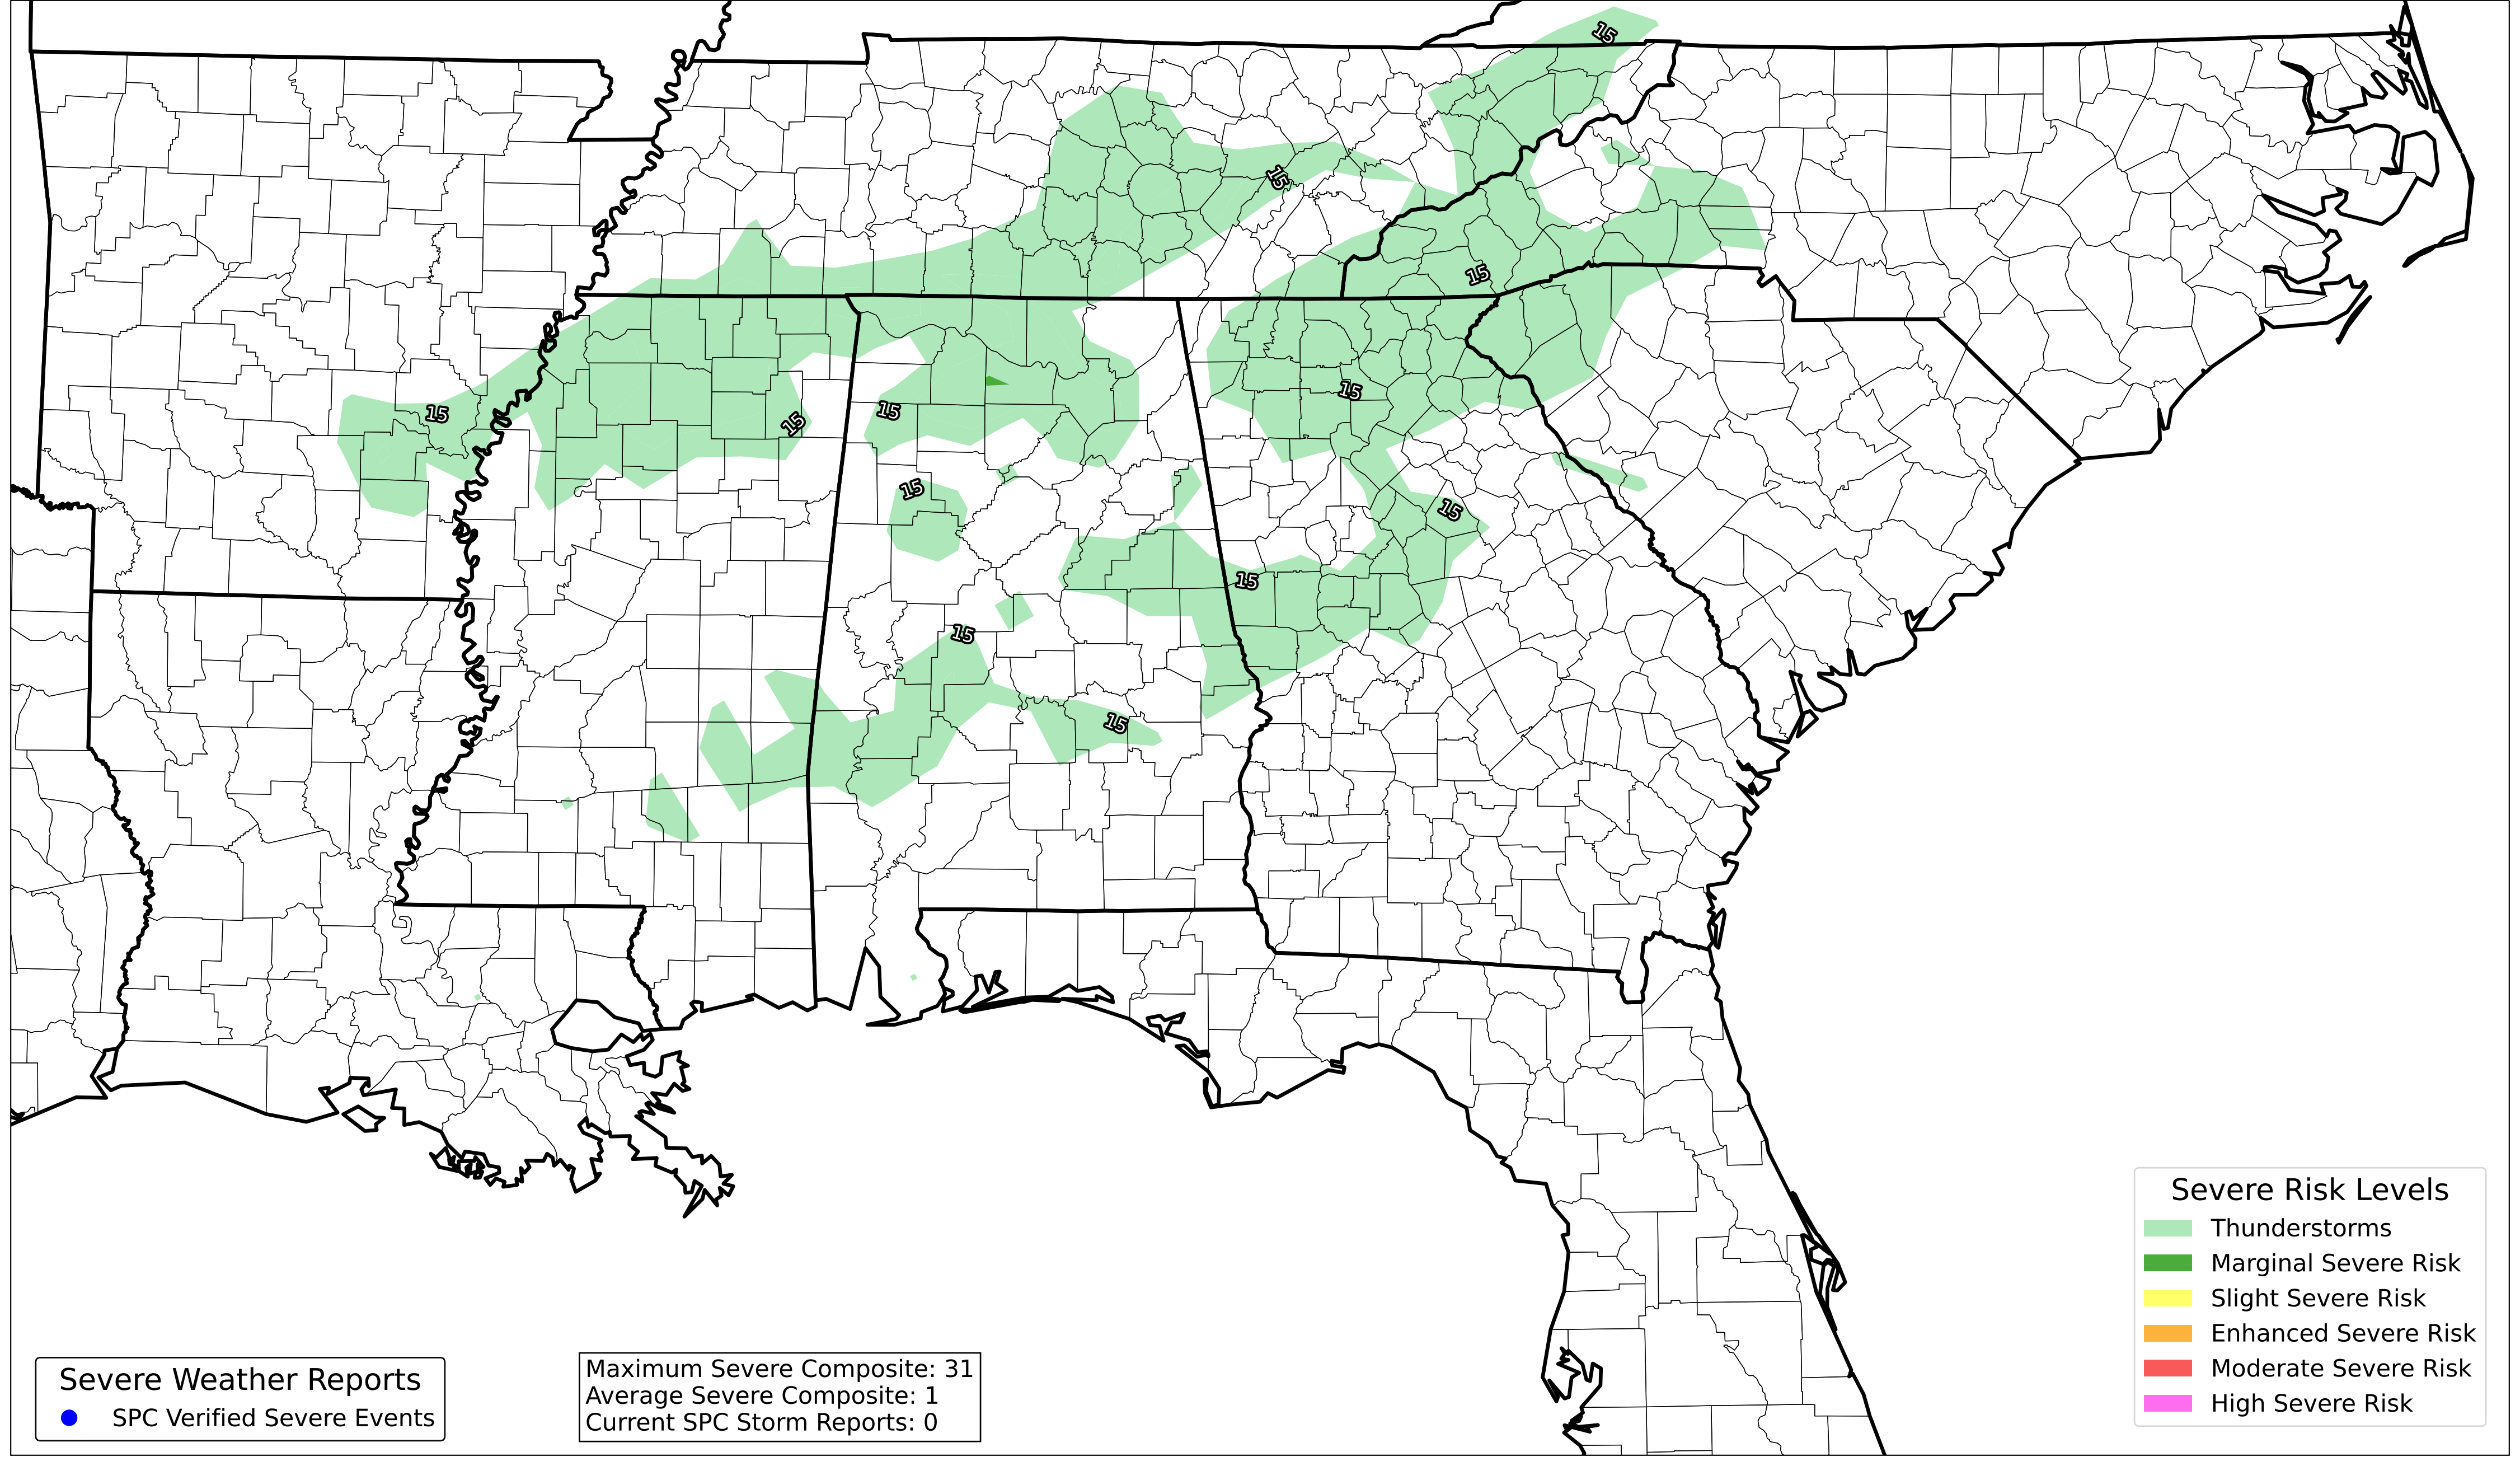 15
15
15
15
15
15
15
15
15
15
15
15
Severe Risk Levels
Thunderstorms
Marginal Severe Risk
Slight Severe Risk
Enhanced Severe Risk
Moderate Severe Risk
High Severe Risk
Severe Weather Reports
SPC Verified Severe Events
Maximum Severe Composite: 31
Average Severe Composite: 1
Current SPC Storm Reports: 0